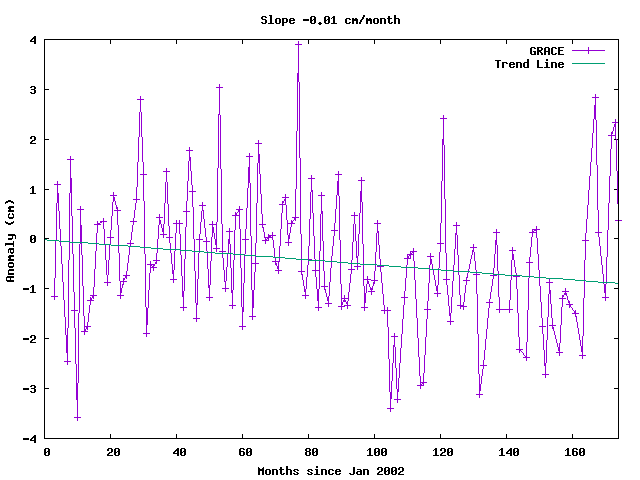 Slope -0.01 cm/month
GRACE
Trend Line
4
3
2
1
0
-1
-2
-3
-4
Anomaly (cm)
0 20 40 60 80 100 120 140 160
Months since Jan 2002